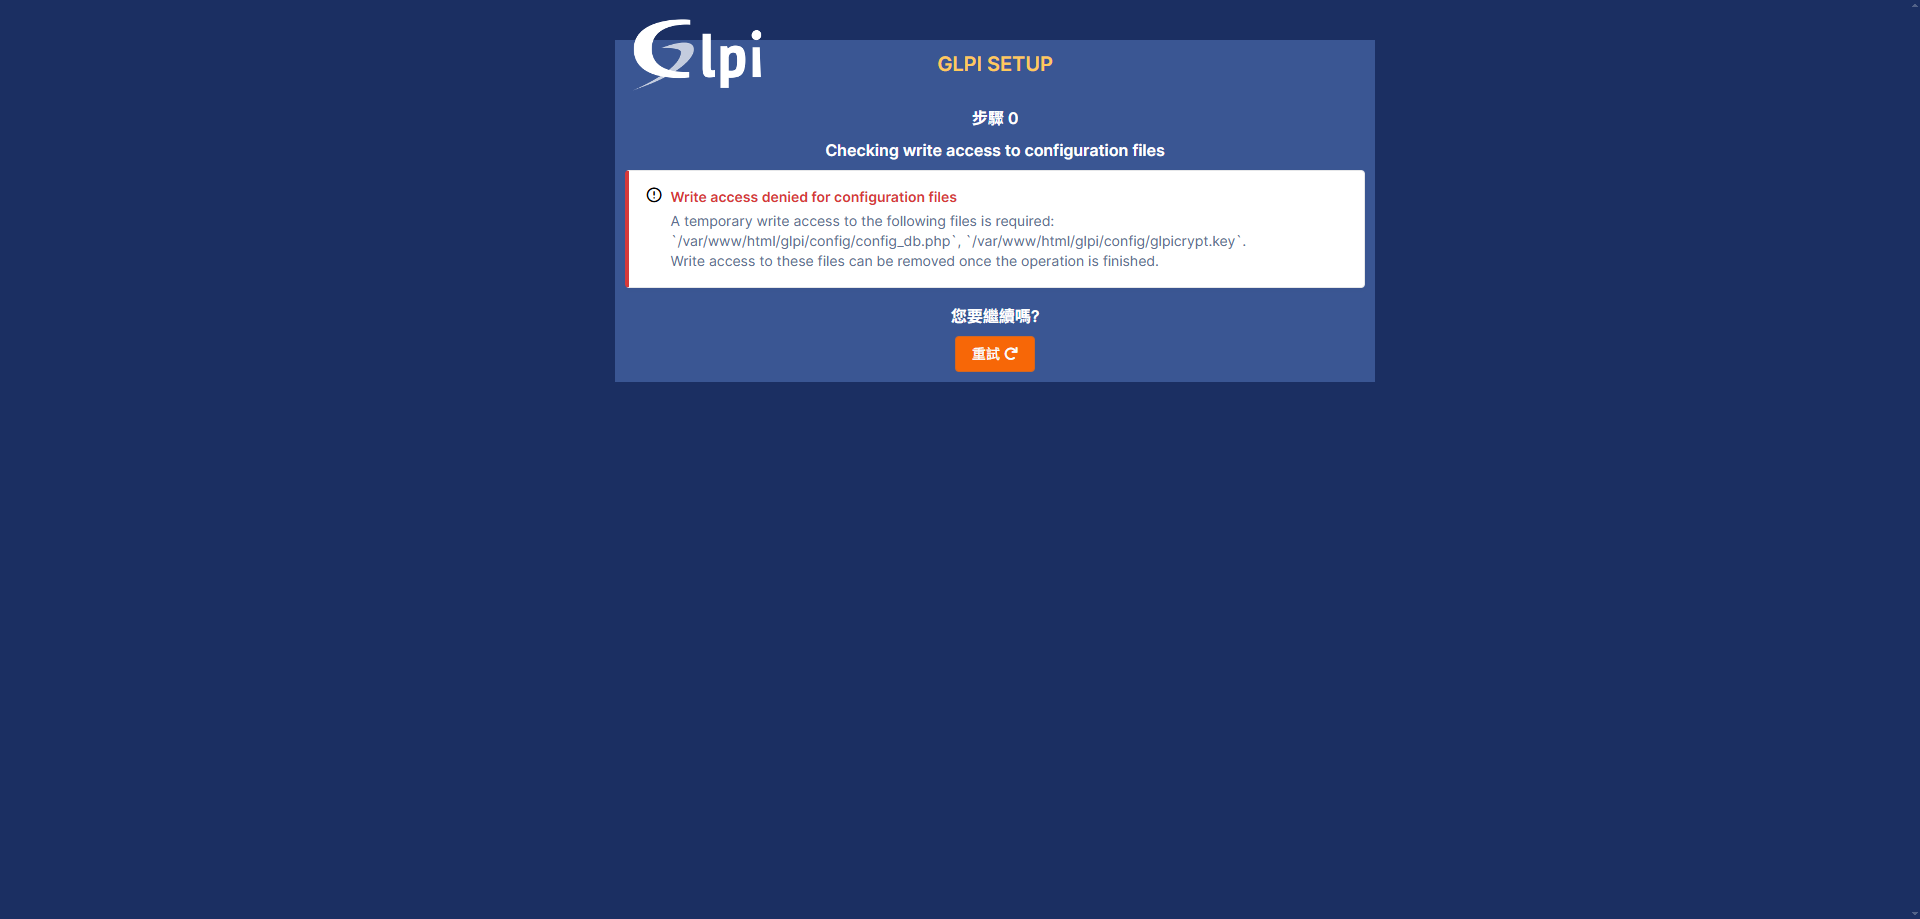 Glpi
GLPI SETUP
步驟 0
Checking write access to configuration files
Write access denied for configuration files
A temporary write access to the following files is required:
`/var/www/html/glpi/config/config_db.php`, `/var/www/html/glpi/config/glpicrypt.key`.
Write access to these files can be removed once the operation is finished.
您要繼續嗎?
重試